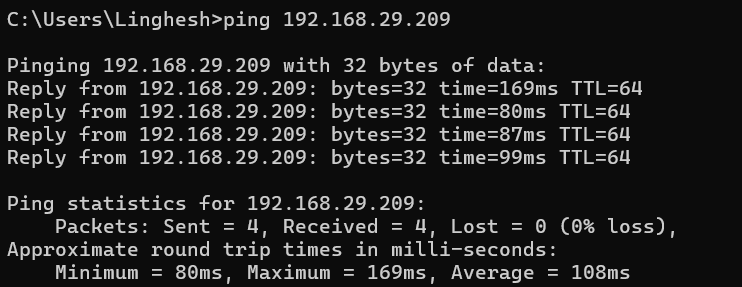 C:\Users\Linghesh>ping 192.168.29.209
Pinging 192.168.29.209 with 32 bytes of data:
Reply from 192.168.29.209: bytes=32 time=169ms TTL=64
Reply from 192.168.29.209: bytes=32 time=80ms TTL=64
Reply from 192.168.29.209: bytes=32 time=87ms TTL=64
Reply from 192.168.29.209: bytes=32 time=99ms TTL=64
Ping statistics for 192.168.29.209:
Packets: Sent = 4, Received = 4, Lost = 0 (0% loss),
Approximate round trip times in milli-seconds:
Minimum = 80ms, Maximum = 169ms, Average = 108ms